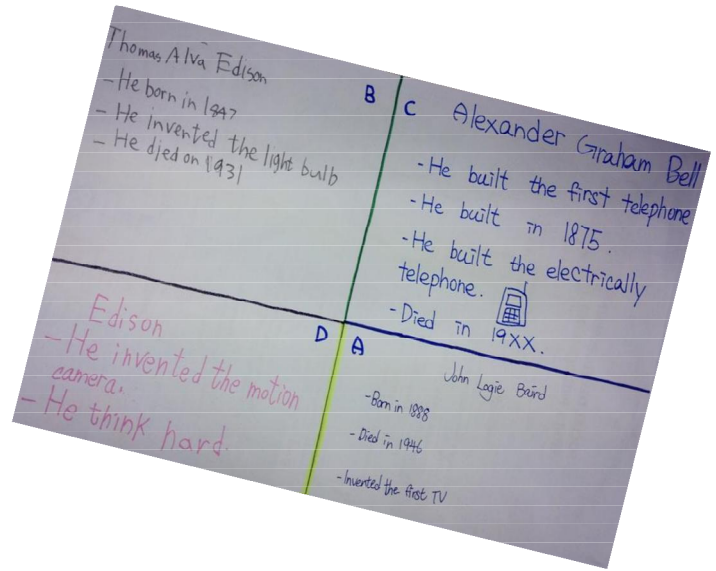 Thomas Alva Edison
- He born in 1847
- He invented the light bulb
- He died on 1931
B
C
Alexander Graham Bell
- He built the first telephone
- He built in 1875.
- He built the electrically
telephone.
- Died in 19XX.
D
Edison
- He invented the motion
camera.
- He think hard.
A
John Logie Baird
- Born in 1888
- Died in 1946
- Invented the first TV